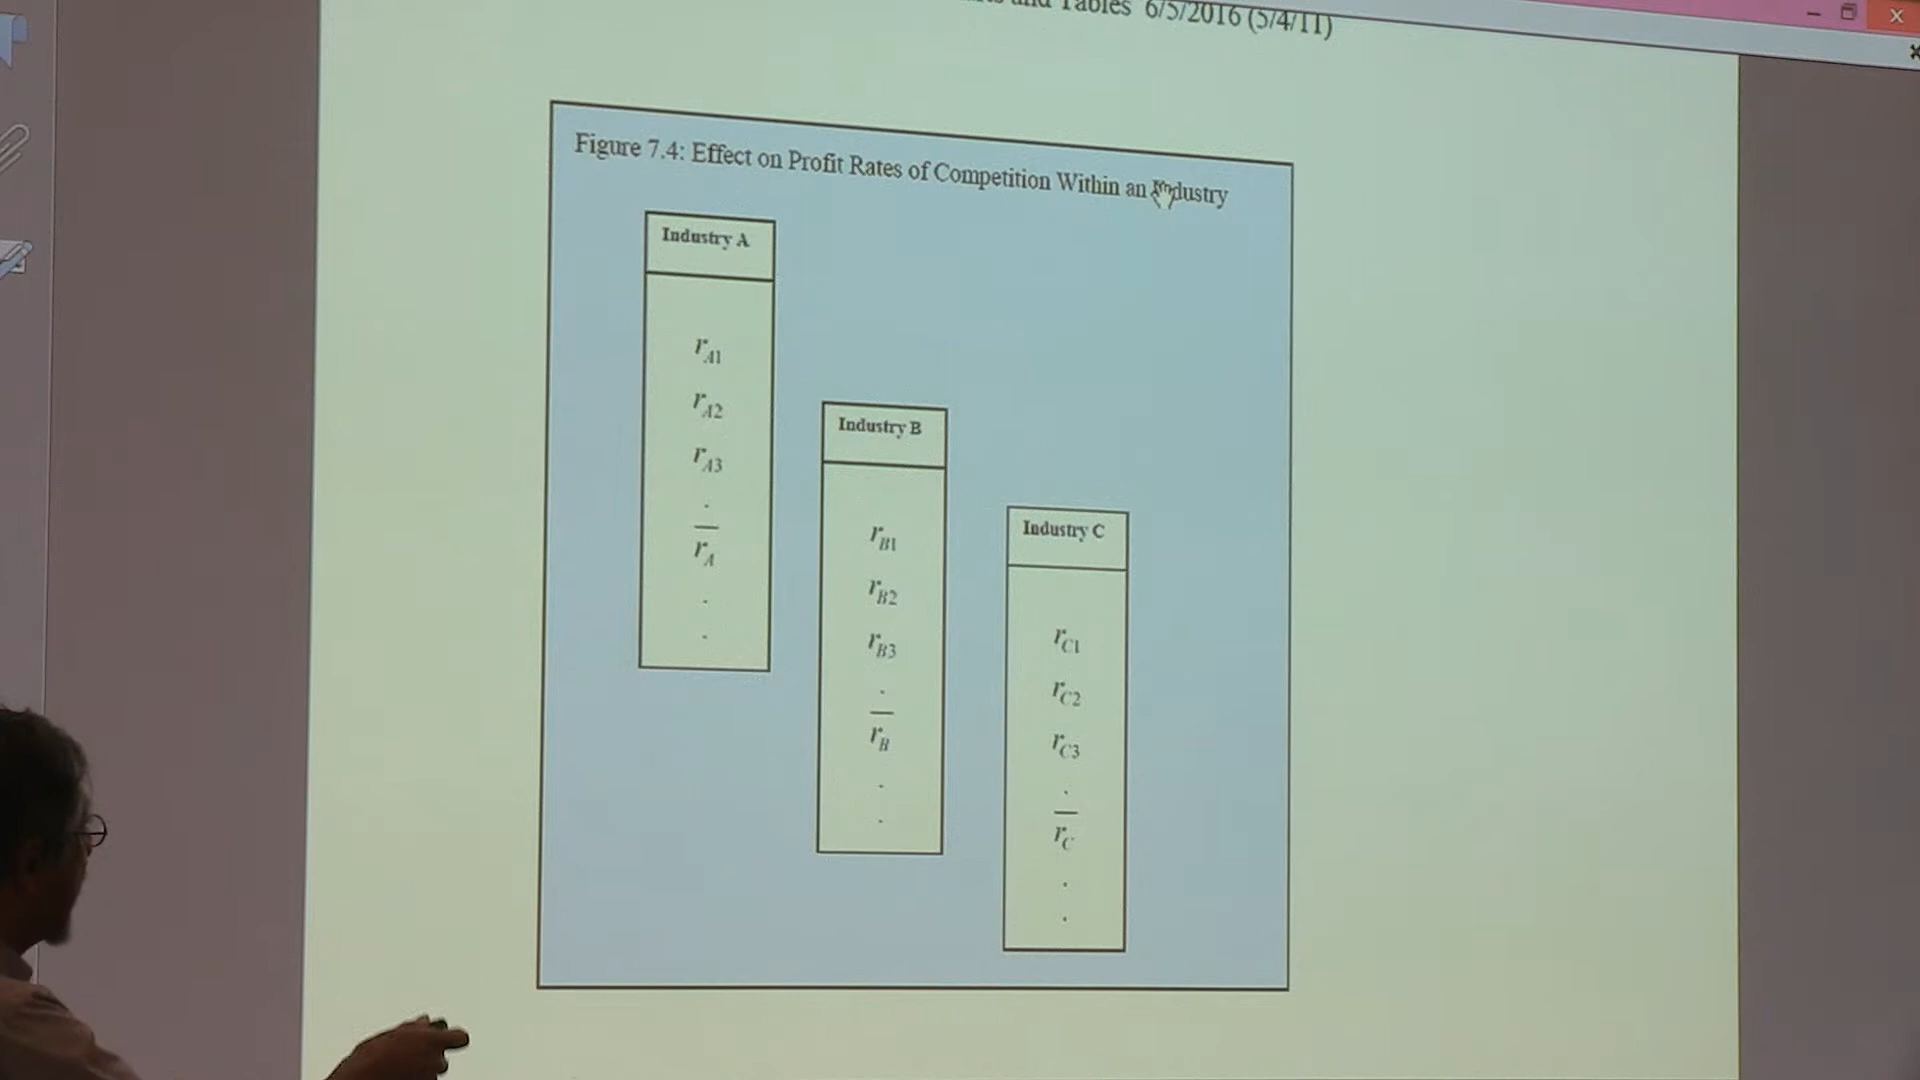 and Tables 6/5/2016 (5/4/11)
Figure 7.4: Effect on Profit Rates of Competition Within an Industry
Industry A
r_A1
r_A2
r_A3
.
r̅_A
.
.
Industry B
r_B1
r_B2
r_B3
.
r̅_B
.
.
Industry C
r_C1
r_C2
r_C3
.
r̅_C
.
.